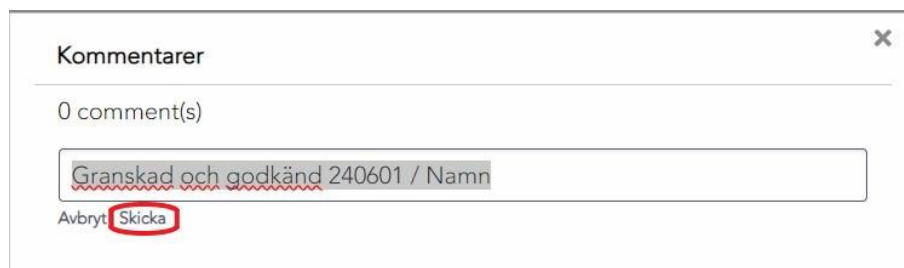 Kommentarer
0 comment(s)
Granskad och godkänd 240601 / Namn
Avbryt Skicka